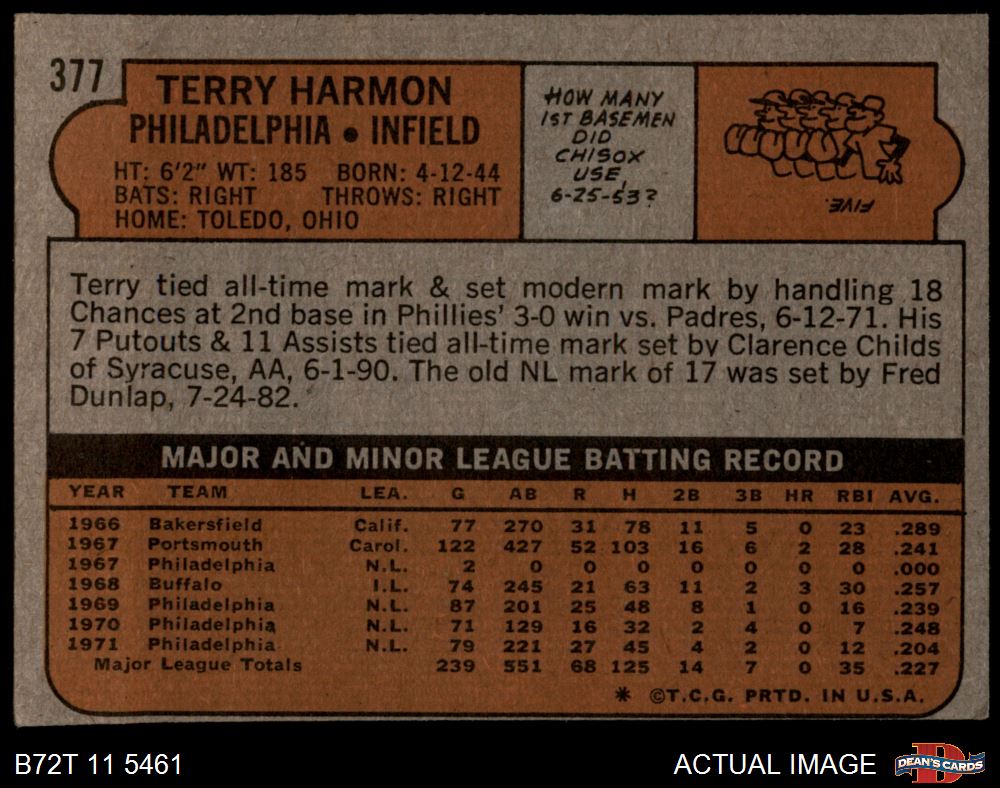 377
TERRY HARMON
PHILADELPHIA • INFIELD
HT: 6'2" WT: 185 BORN: 4-12-44
BATS: RIGHT THROWS: RIGHT
HOME: TOLEDO, OHIO
HOW MANY
1ST BASEMEN
DID
CHISOX
USE,
6-25-53?
FIVE.
Terry tied all-time mark & set modern mark by handling 18
Chances at 2nd base in Phillies' 3-0 win vs. Padres, 6-12-71. His
7 Putouts & 11 Assists tied all-time mark set by Clarence Childs
of Syracuse, AA, 6-1-90. The old NL mark of 17 was set by Fred
Dunlap, 7-24-82.
MAJOR AND MINOR LEAGUE BATTING RECORD
YEAR TEAM LEA. G AB R H 2B 3B HR RBI AVG.
1966 Bakersfield Calif. 77 270 31 78 11 5 0 23 .289
1967 Portsmouth Carol. 122 427 52 103 16 6 2 28 .241
1967 Philadelphia N.L. 2 0 0 0 0 0 0 0 .000
1968 Buffalo I.L. 74 245 21 63 11 2 3 30 .257
1969 Philadelphia N.L. 87 201 25 48 8 1 0 16 .239
1970 Philadelphia N.L. 71 129 16 32 2 4 0 7 .248
1971 Philadelphia N.L. 79 221 27 45 4 2 0 12 .204
Major League Totals 239 551 68 125 14 7 0 35 .227
* ©T.C.G. PRTD. IN U.S.A.
B72T 11 5461
ACTUAL IMAGE
DEAN'S CARDS